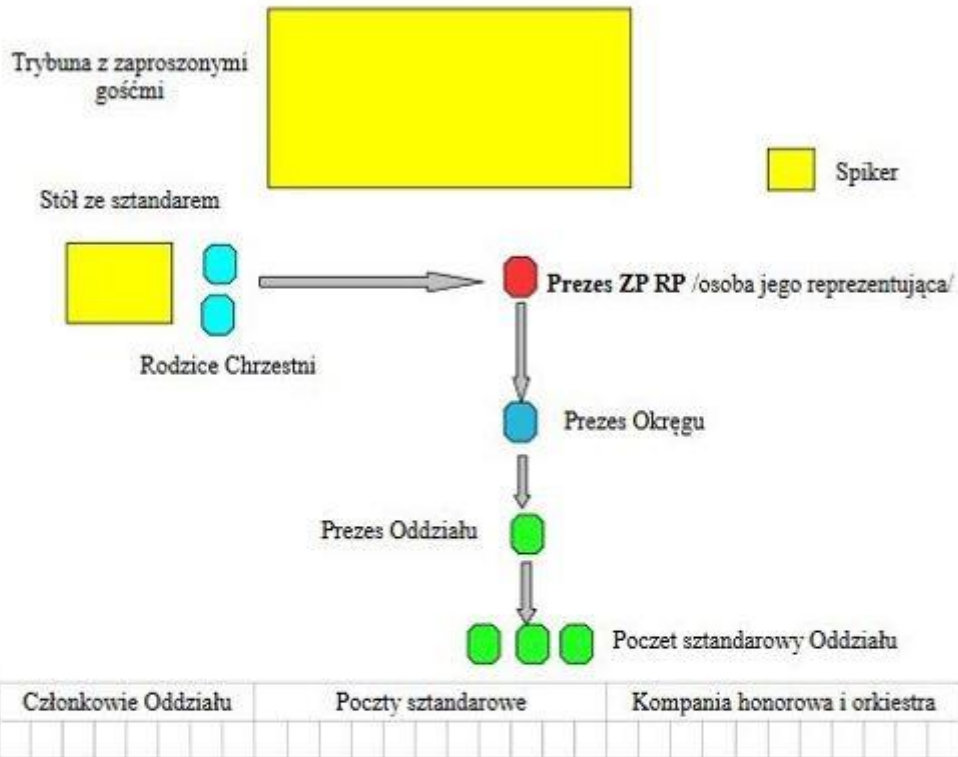 Trybuna z zaproszonymi
gośćmi
Spiker
Stół ze sztandarem
Prezes ZP RP /osoba jego reprezentująca/
Rodzice Chrzestni
Prezes Okręgu
Prezes Oddziału
Poczet sztandarowy Oddziału
Członkowie Oddziału
Poczty sztandarowe
Kompania honorowa i orkiestra